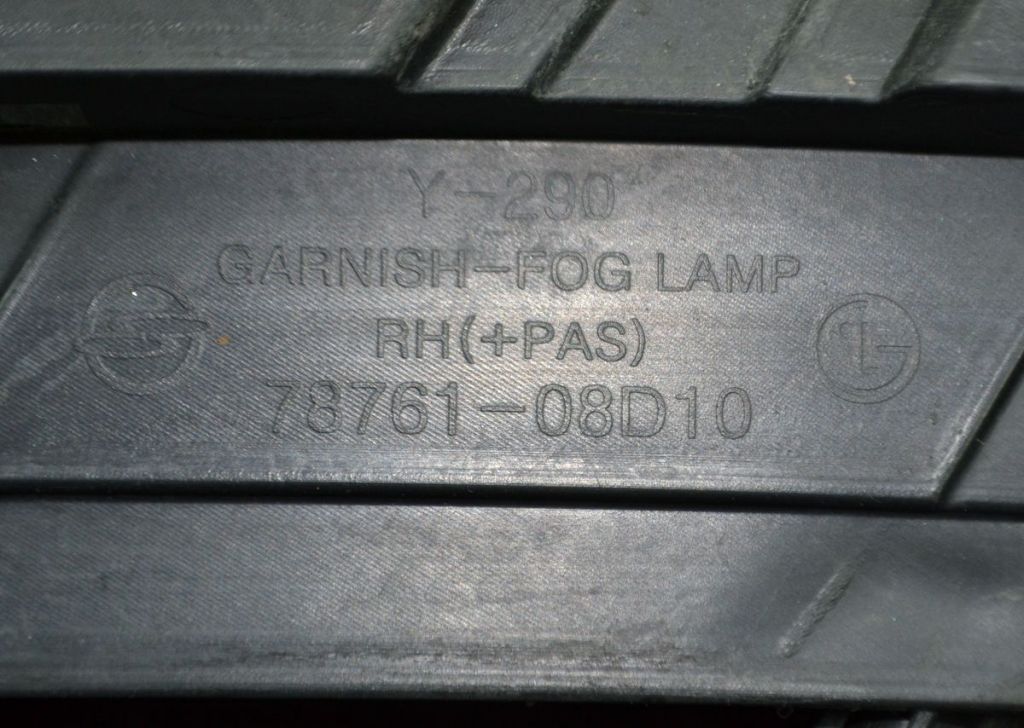 Y-290
GARNISH-FOG LAMP
RH(+PAS)
78761-08D10